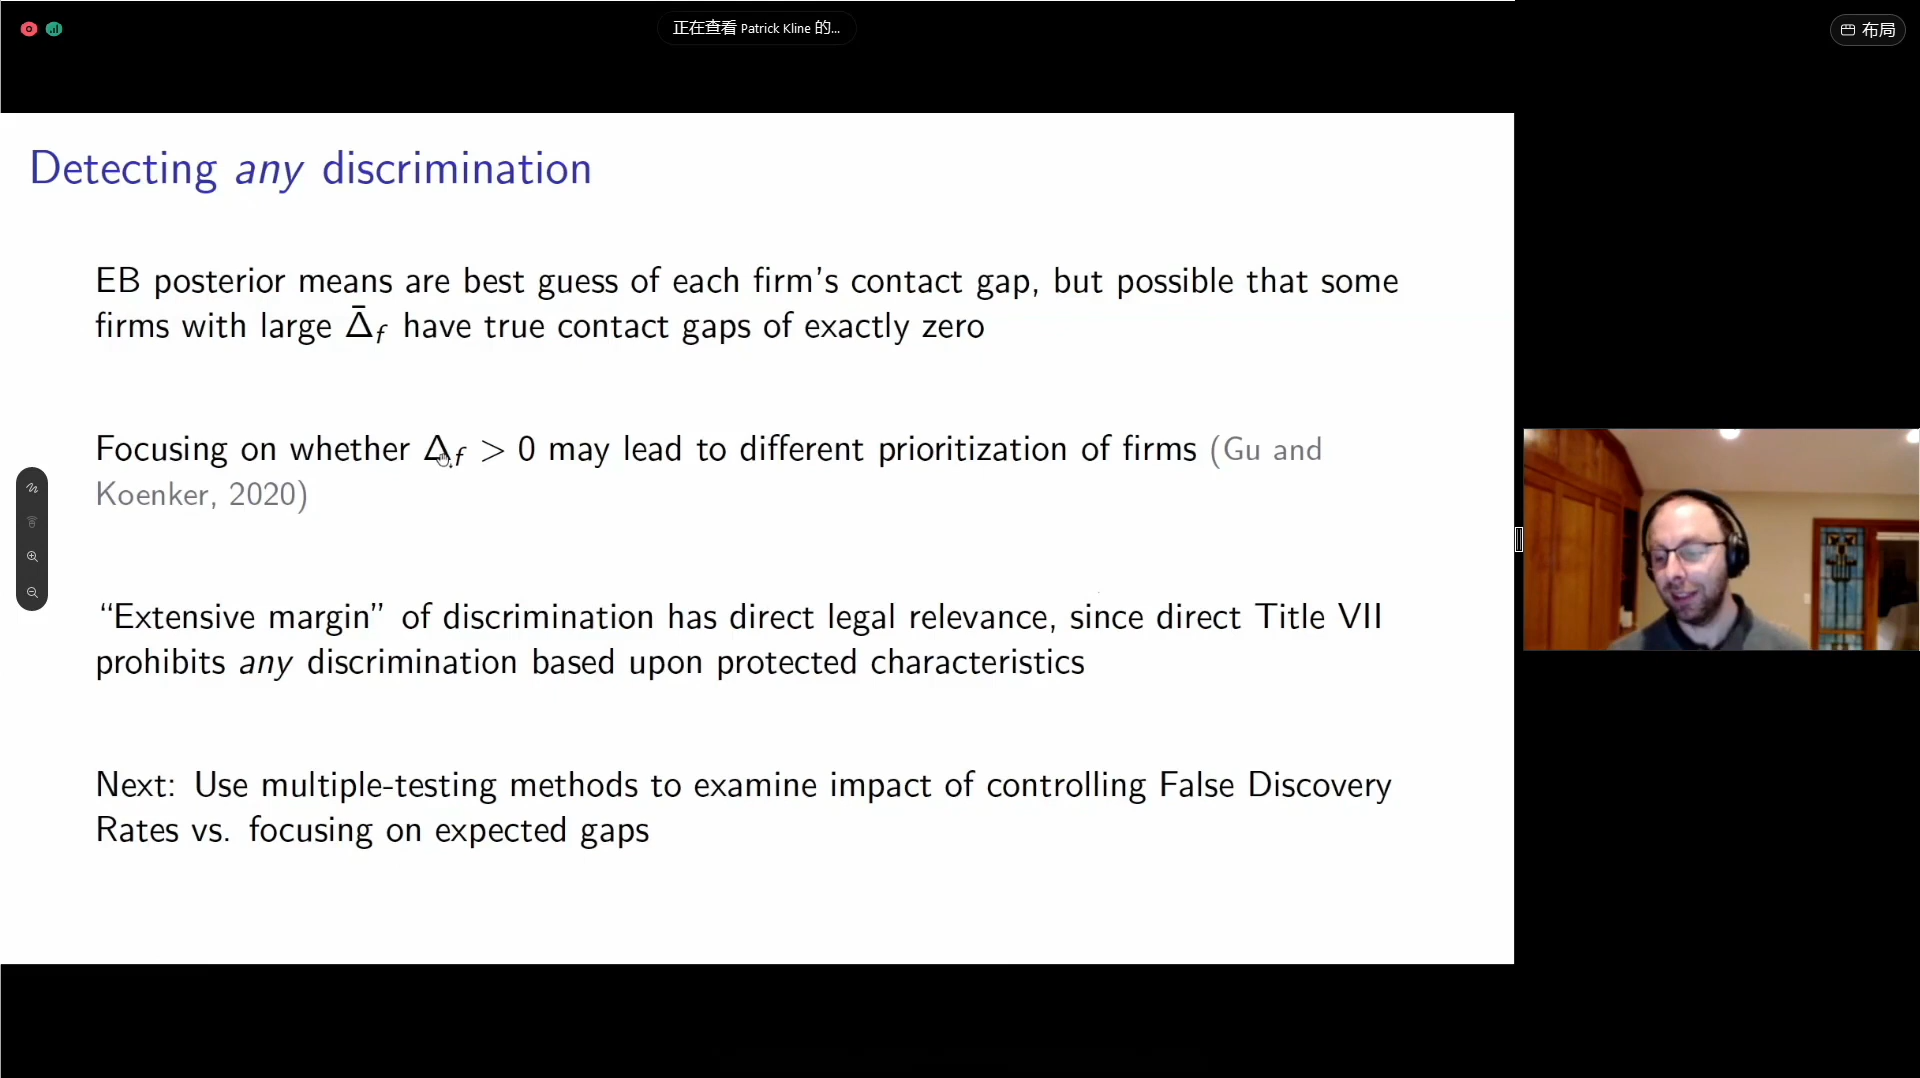 正在查看 Patrick Kline 的...
布局
Detecting any discrimination
EB posterior means are best guess of each firm's contact gap, but possible that some
firms with large Δ̄_f have true contact gaps of exactly zero
Focusing on whether Δ_f > 0 may lead to different prioritization of firms (Gu and
Koenker, 2020)
“Extensive margin” of discrimination has direct legal relevance, since direct Title VII
prohibits any discrimination based upon protected characteristics
Next: Use multiple-testing methods to examine impact of controlling False Discovery
Rates vs. focusing on expected gaps